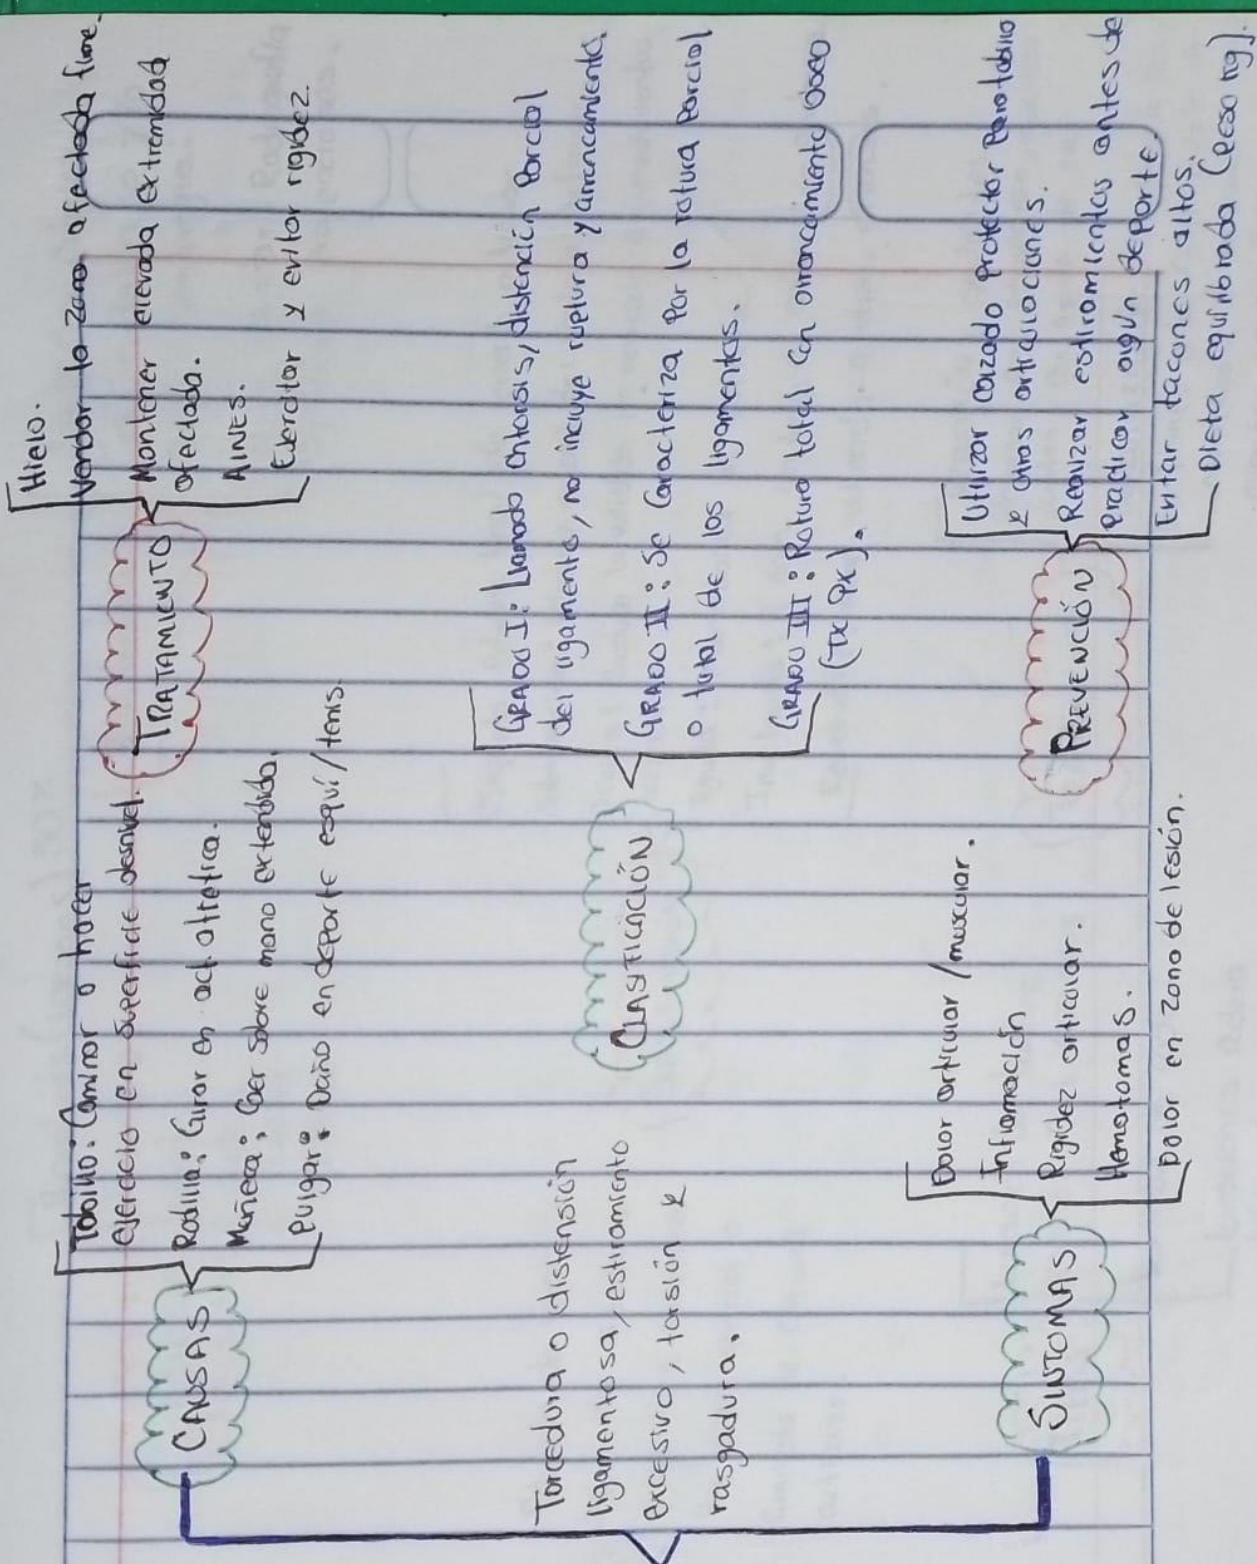 CAUSAS
Tobillo: Caminar o hacer
ejercicio en superficie desnivel.
Rodilla: Girar en act. atletica.
Muñeca: Caer sobre mano extendida.
Pulgar: Daño en deporte esquí/tenis.
TRATAMIENTO
Hielo.
Vendar la zona afectada firme.
Mantener elevada extremidad
afectada.
AINES.
Ejercitar y evitar rigidez
Torcedura o distensión
ligamentosa, estiramiento
excesivo, torsión y
rasgadura.
CLASIFICACIÓN
GRADO I: Llamado entorsis, distención Parcial
del ligamento, no incluye ruptura y arrancamiento.
GRADO II: Se Caracteriza Por la rotura Parcial
o total de los ligamentos.
GRADO III: Rotura total con arrancamiento óseo
(TX QX).
SINTOMAS
Dolor articular /muscular.
Inflamación
Rigidez articular.
Hematomas.
Dolor en zona de lesión.
PREVENCIÓN
Utilizar calzado protector Para tobillo
y otras articulaciones.
Realizar estiramientos antes de
practicar algún deporte.
Evitar tacones altos.
Dieta equilibrada (peso kg).